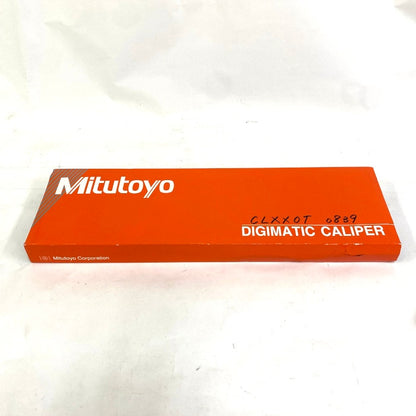 Mitutoyo
CLXXOT 0839
DIGIMATIC CALIPER
Mitutoyo Corporation